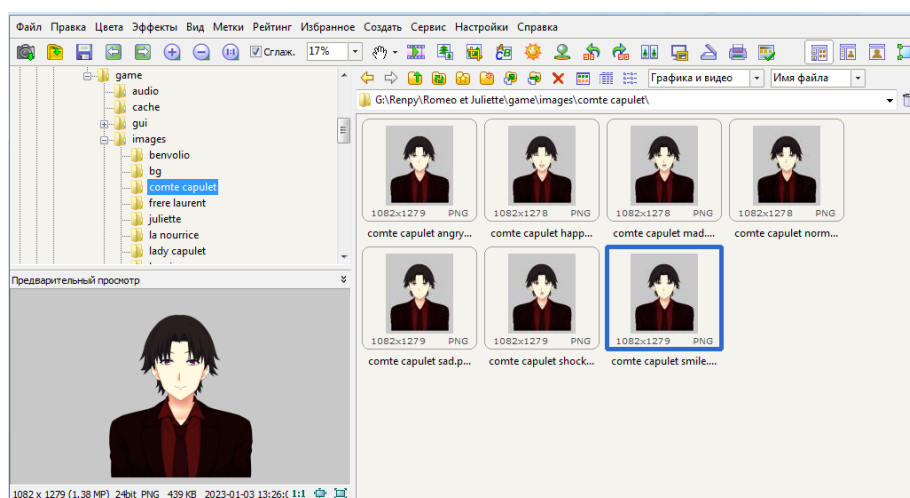 Файл Правка Цвета Эффекты Вид Метки Рейтинг Избранное Создать Сервис Настройки Справка
Сглаж. 17%
game
audio
cache
gui
images
benvolio
bg
comte capulet
frere laurent
juliette
la nourrice
lady capulet
Графика и видео Имя файла
G:\Renpy\Romeo et Juliette\game\images\comte capulet\
1082x1279 PNG 1082x1278 PNG 1082x1278 PNG 1082x1278 PNG
comte capulet angry... comte capulet happ... comte capulet mad.... comte capulet norm...
1082x1279 PNG 1082x1279 PNG 1082x1279 PNG
comte capulet sad.p... comte capulet shock... comte capulet smile....
Предварительный просмотр
1082 x 1279 (1.38 MP) 24bit PNG 439 KB 2023-01-03 13:26:( 1:1